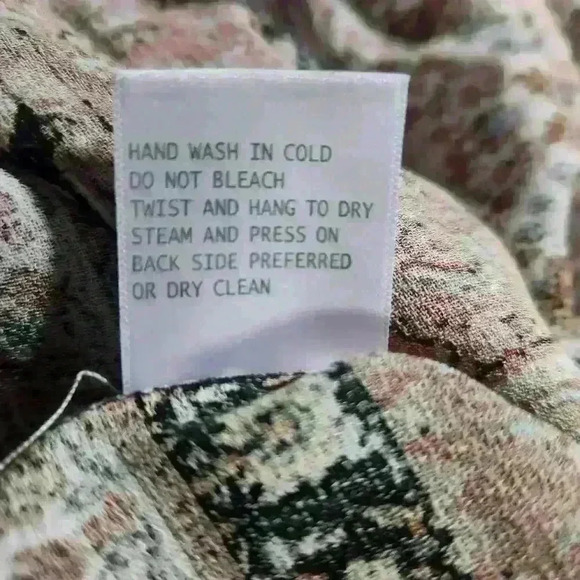 HAND WASH IN COLD
DO NOT BLEACH
TWIST AND HANG TO DRY
STEAM AND PRESS ON
BACK SIDE PREFERRED
OR DRY CLEAN